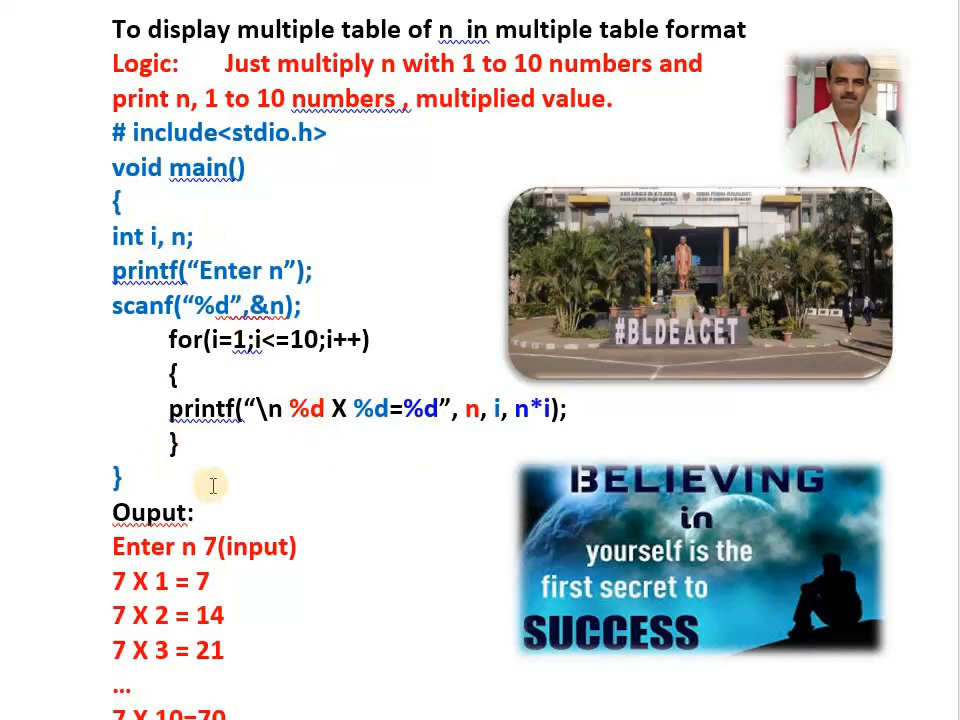 To display multiple table of n in multiple table format
Logic: Just multiply n with 1 to 10 numbers and
print n, 1 to 10 numbers , multiplied value.
# include<stdio.h>
void main()
{
int i, n;
printf(“Enter n”);
scanf(“%d”,&n);
for(i=1;i<=10;i++)
{
printf(“\n %d X %d=%d”, n, i, n*i);
}
}
Ouput:
Enter n 7(input)
7 X 1 = 7
7 X 2 = 14
7 X 3 = 21
...
7 X 10=70
#BLDEACET
BELIEVING
in
yourself is the
first secret to
SUCCESS